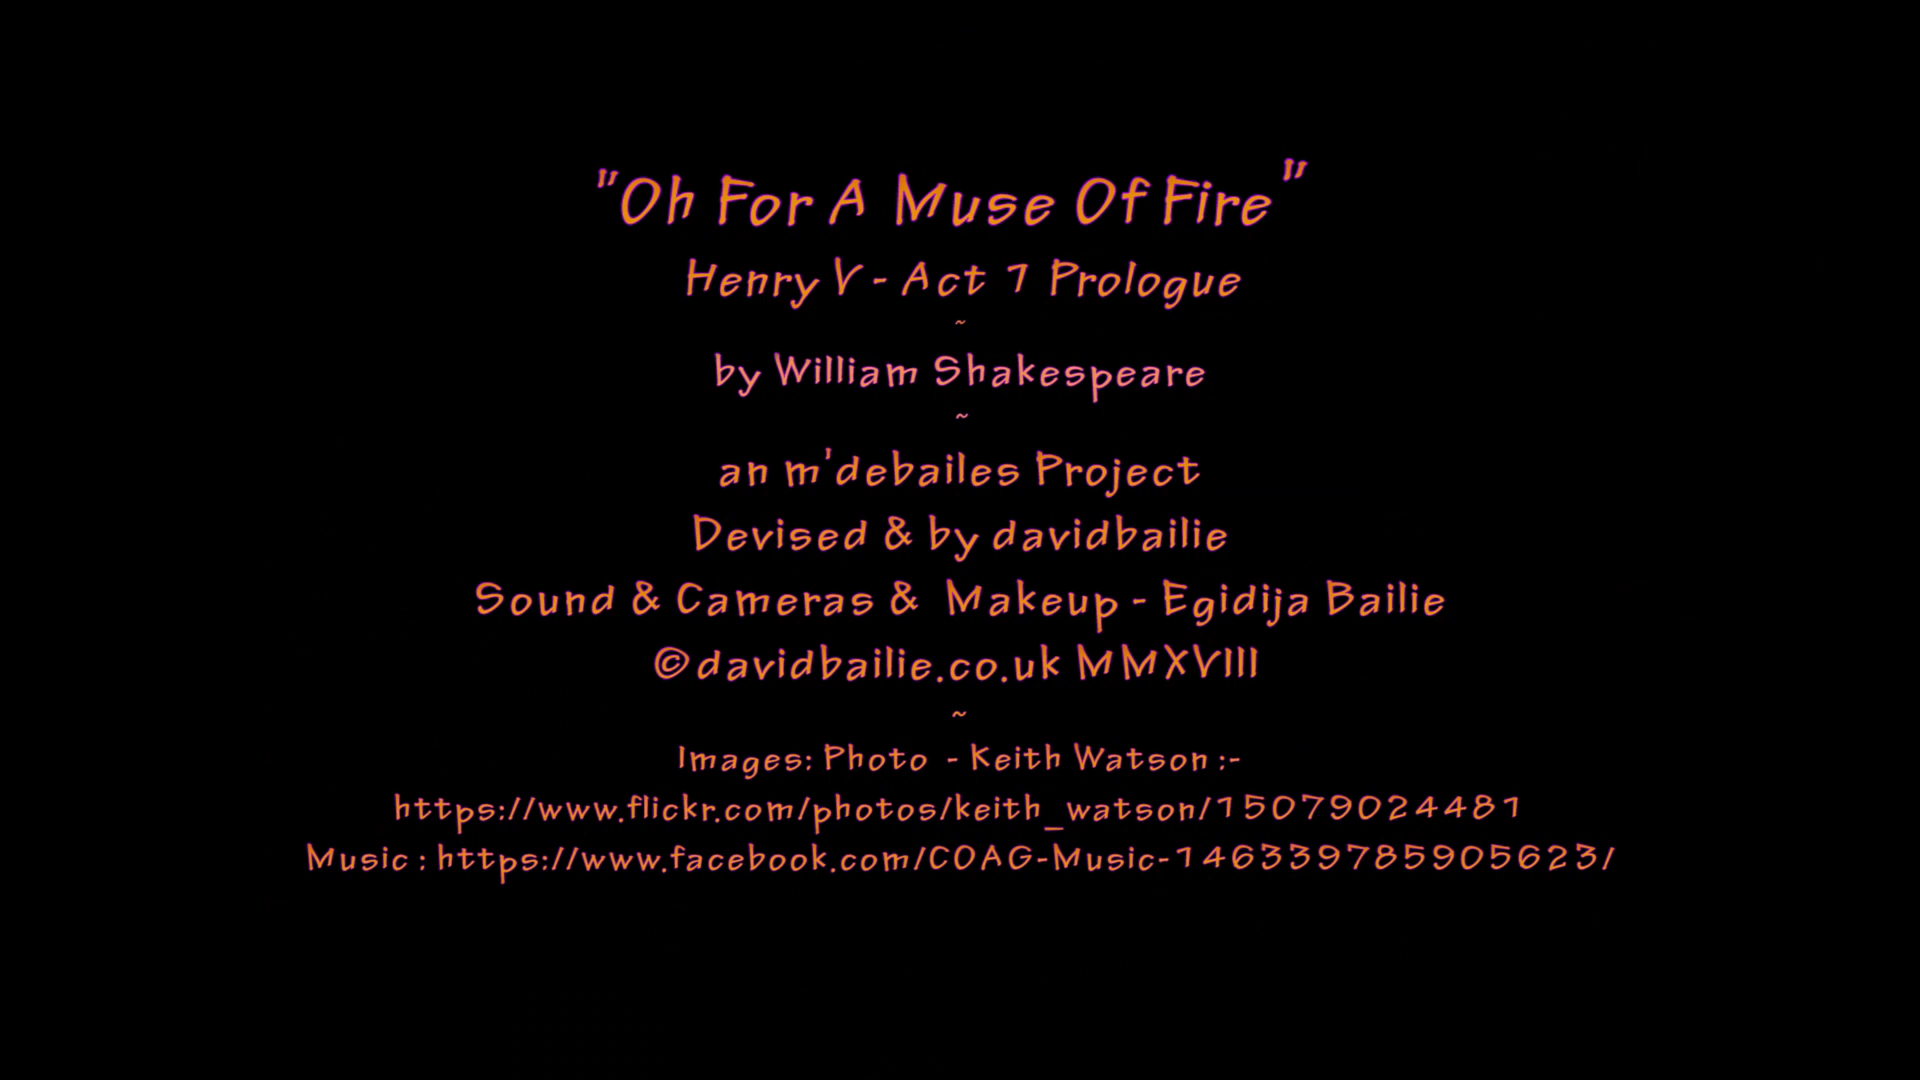 "Oh For A Muse Of Fire"
Henry V - Act 1 Prologue
~
by William Shakespeare
~
an m'debailes Project
Devised & by davidbailie
Sound & Cameras & Makeup - Egidija Bailie
©davidbailie.co.uk MMXVIII
~
Images: Photo - Keith Watson :-
https://www.flickr.com/photos/keith_watson/15079024481
Music : https://www.facebook.com/COAG-Music-146339785905623/